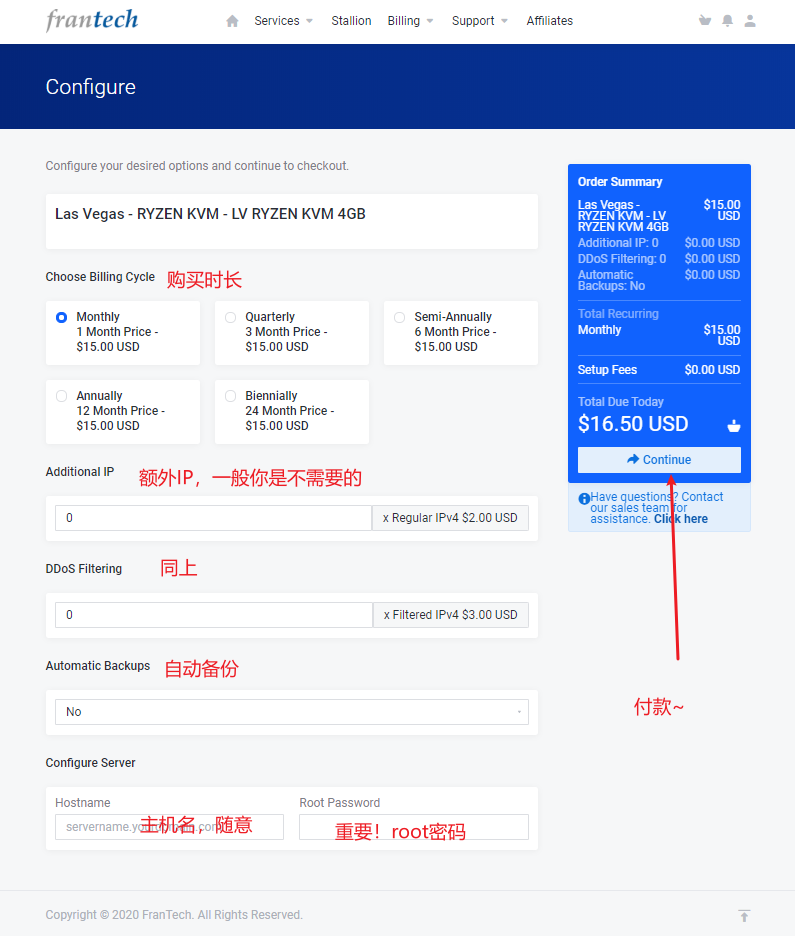 frantech
Services
Stallion
Billing
Support
Affiliates
Configure
Configure your desired options and continue to checkout.
Las Vegas - RYZEN KVM - LV RYZEN KVM 4GB
Choose Billing Cycle
购买时长
Monthly
1 Month Price -
$15.00 USD
Quarterly
3 Month Price -
$15.00 USD
Semi-Annually
6 Month Price -
$15.00 USD
Annually
12 Month Price -
$15.00 USD
Biennially
24 Month Price -
$15.00 USD
Additional IP
额外IP，一般你是不需要的
0
x Regular IPv4 $2.00 USD
DDoS Filtering
同上
0
x Filtered IPv4 $3.00 USD
Automatic Backups
自动备份
No
Configure Server
Hostname
servername.yourdomain.com
主机名，随意
Root Password
重要！root密码
Order Summary
Las Vegas -
RYZEN KVM - LV
RYZEN KVM 4GB
$15.00
USD
Additional IP: 0
$0.00 USD
DDoS Filtering: 0
$0.00 USD
Automatic
Backups: No
$0.00 USD
Total Recurring
Monthly
$15.00
USD
Setup Fees
$0.00 USD
Total Due Today
$16.50 USD
Continue
Have questions? Contact
our sales team for
assistance. Click here
付款~
Copyright © 2020 FranTech. All Rights Reserved.